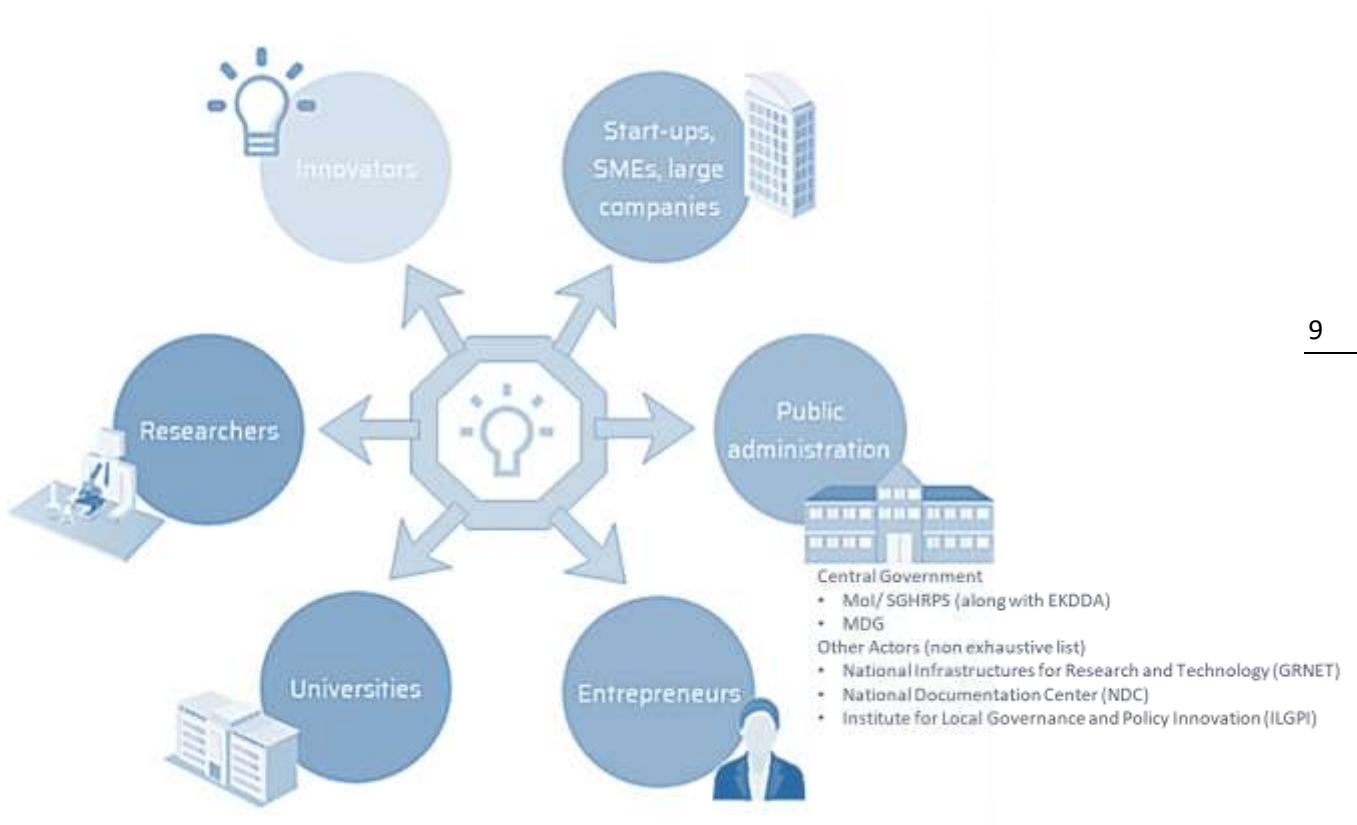 Innovators
Start-ups,
SMEs, large
companies
9
Researchers
Public
administration
Central Government
• MoI/ SGHRPS (along with EKDDA)
• MDG
Other Actors (non exhaustive list)
• National Infrastructures for Research and Technology (GRNET)
• National Documentation Center (NDC)
• Institute for Local Governance and Policy Innovation (ILGPI)
Universities
Entrepreneurs